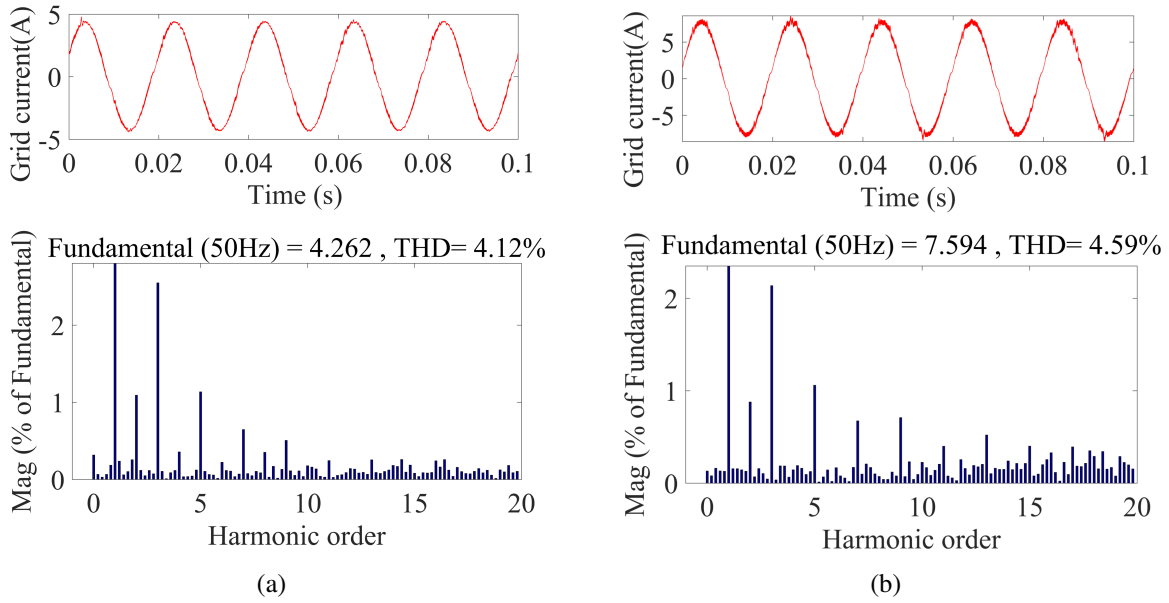 Grid current(A)
5
0
-5
0 0.02 0.04 0.06 0.08 0.1
Time (s)
Fundamental (50Hz) = 4.262 , THD= 4.12%
Mag (% of Fundamental)
2
1
0
0 5 10 15 20
Harmonic order
(a)
Grid current(A)
5
0
-5
0 0.02 0.04 0.06 0.08 0.1
Time (s)
Fundamental (50Hz) = 7.594 , THD= 4.59%
Mag (% of Fundamental)
2
1
0
0 5 10 15 20
Harmonic order
(b)